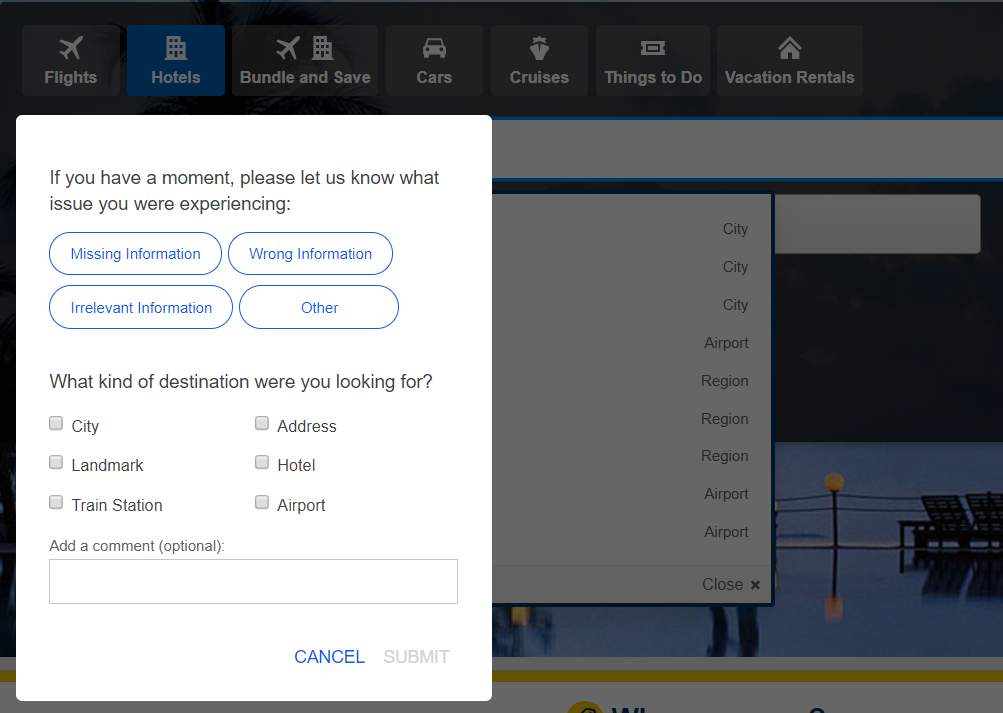 Flights
Hotels
Bundle and Save
Cars
Cruises
Things to Do
Vacation Rentals
If you have a moment, please let us know what
issue you were experiencing:
Missing Information
Wrong Information
Irrelevant Information
Other
What kind of destination were you looking for?
City
Address
Landmark
Hotel
Train Station
Airport
Add a comment (optional):
CANCEL
SUBMIT
City
City
City
Airport
Region
Region
Region
Airport
Airport
Close ×